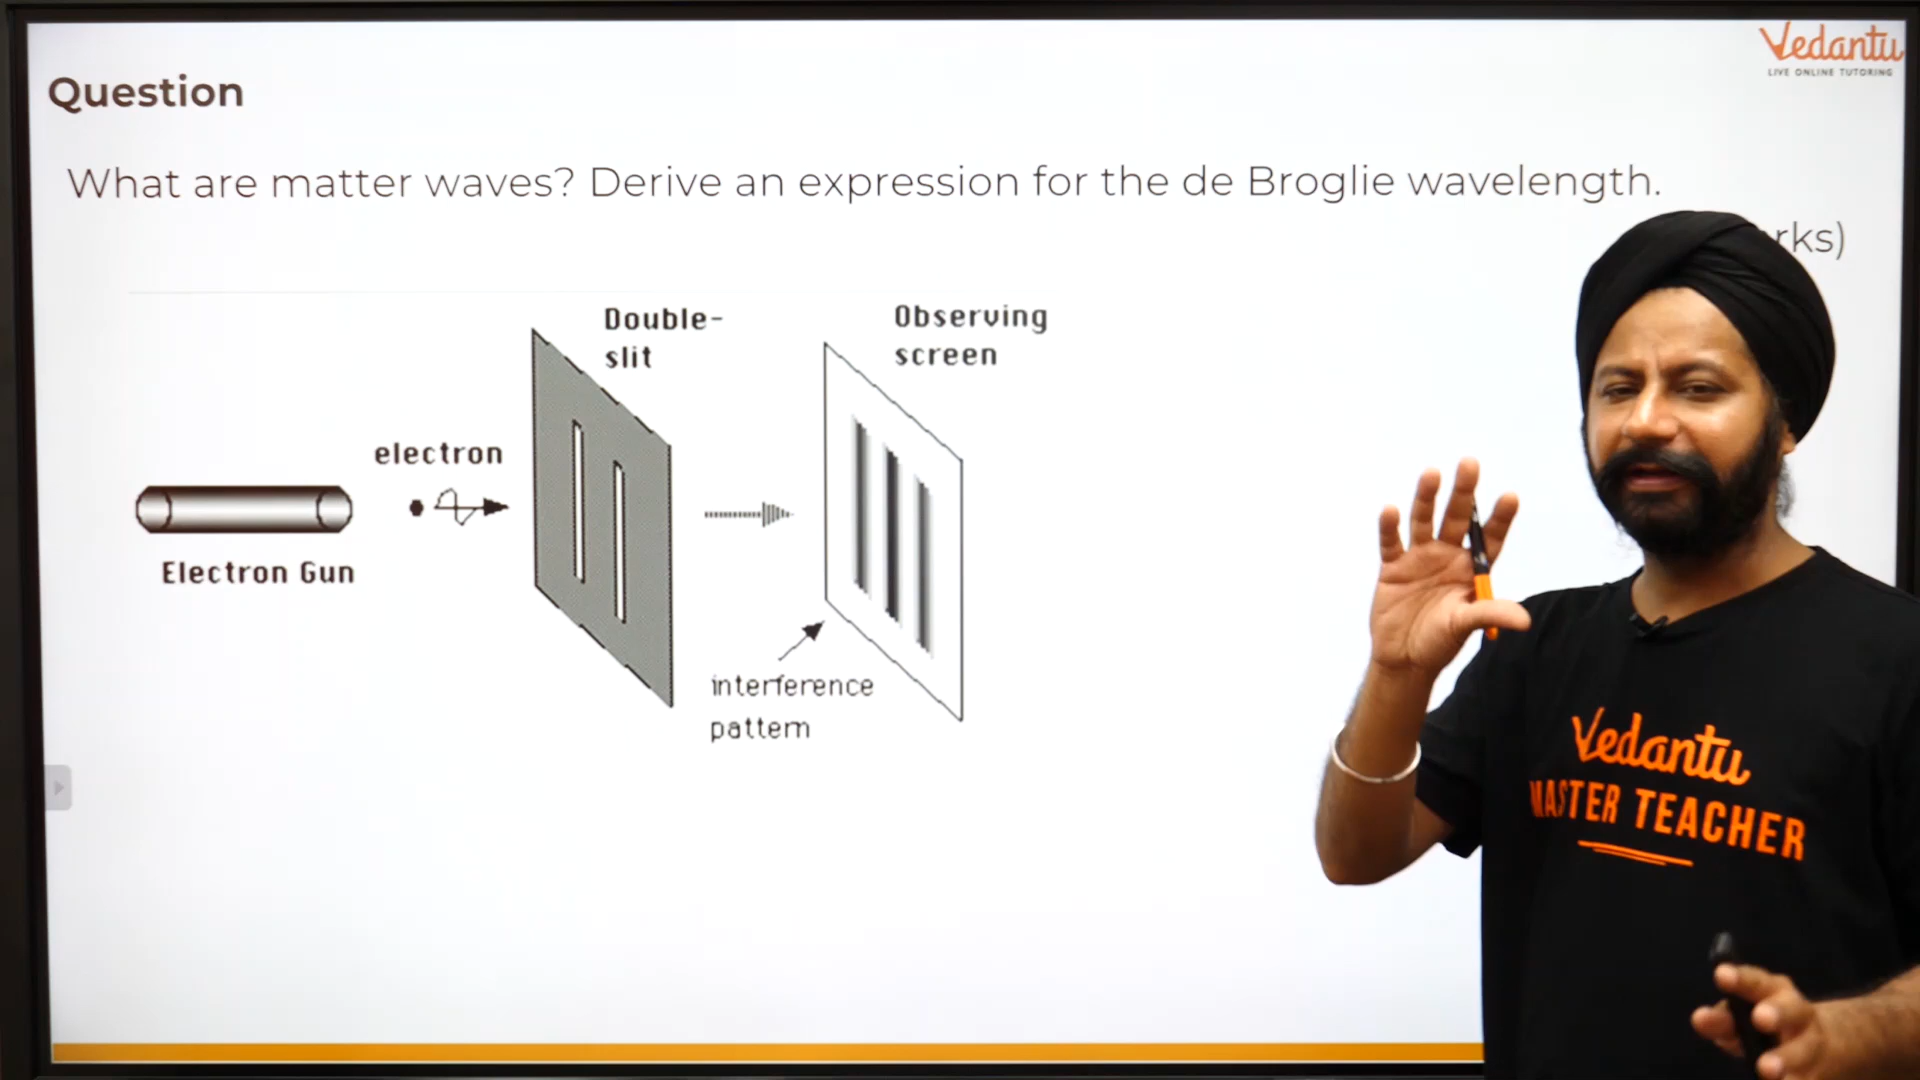 Vedantu
LIVE ONLINE TUTORING
Question
What are matter waves? Derive an expression for the de Broglie wavelength.
Double-
slit
Observing
screen
electron
Electron Gun
interference
pattern
Vedantu
MASTER TEACHER